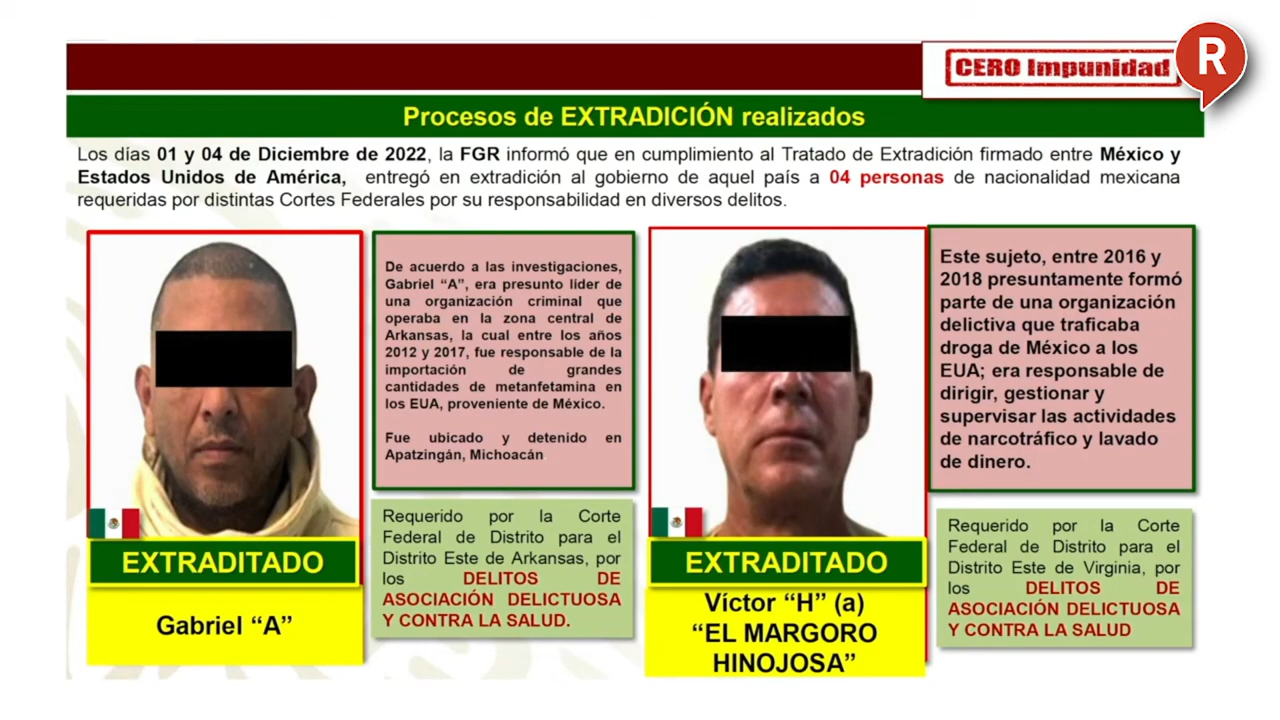 CERO Impunidad
R
Procesos de EXTRADICIÓN realizados
Los días 01 y 04 de Diciembre de 2022, la FGR informó que en cumplimiento al Tratado de Extradición firmado entre México y
Estados Unidos de América, entregó en extradición al gobierno de aquel país a 04 personas de nacionalidad mexicana
requeridas por distintas Cortes Federales por su responsabilidad en diversos delitos.
De acuerdo a las investigaciones,
Gabriel “A”, era presunto líder de
una organización criminal que
operaba en la zona central de
Arkansas, la cual entre los años
2012 y 2017, fue responsable de la
importación de grandes
cantidades de metanfetamina en
los EUA, proveniente de México.
Fue ubicado y detenido en
Apatzingán, Michoacán
EXTRADITADO
Gabriel “A”
Requerido por la Corte
Federal de Distrito para el
Distrito Este de Arkansas, por
los DELITOS DE
ASOCIACIÓN DELICTUOSA
Y CONTRA LA SALUD.
Este sujeto, entre 2016 y
2018 presuntamente formó
parte de una organización
delictiva que traficaba
droga de México a los
EUA; era responsable de
dirigir, gestionar y
supervisar las actividades
de narcotráfico y lavado
de dinero.
EXTRADITADO
Víctor “H” (a)
“EL MARGORO
HINOJOSA”
Requerido por la Corte
Federal de Distrito para el
Distrito Este de Virginia, por
los DELITOS DE
ASOCIACIÓN DELICTUOSA
Y CONTRA LA SALUD